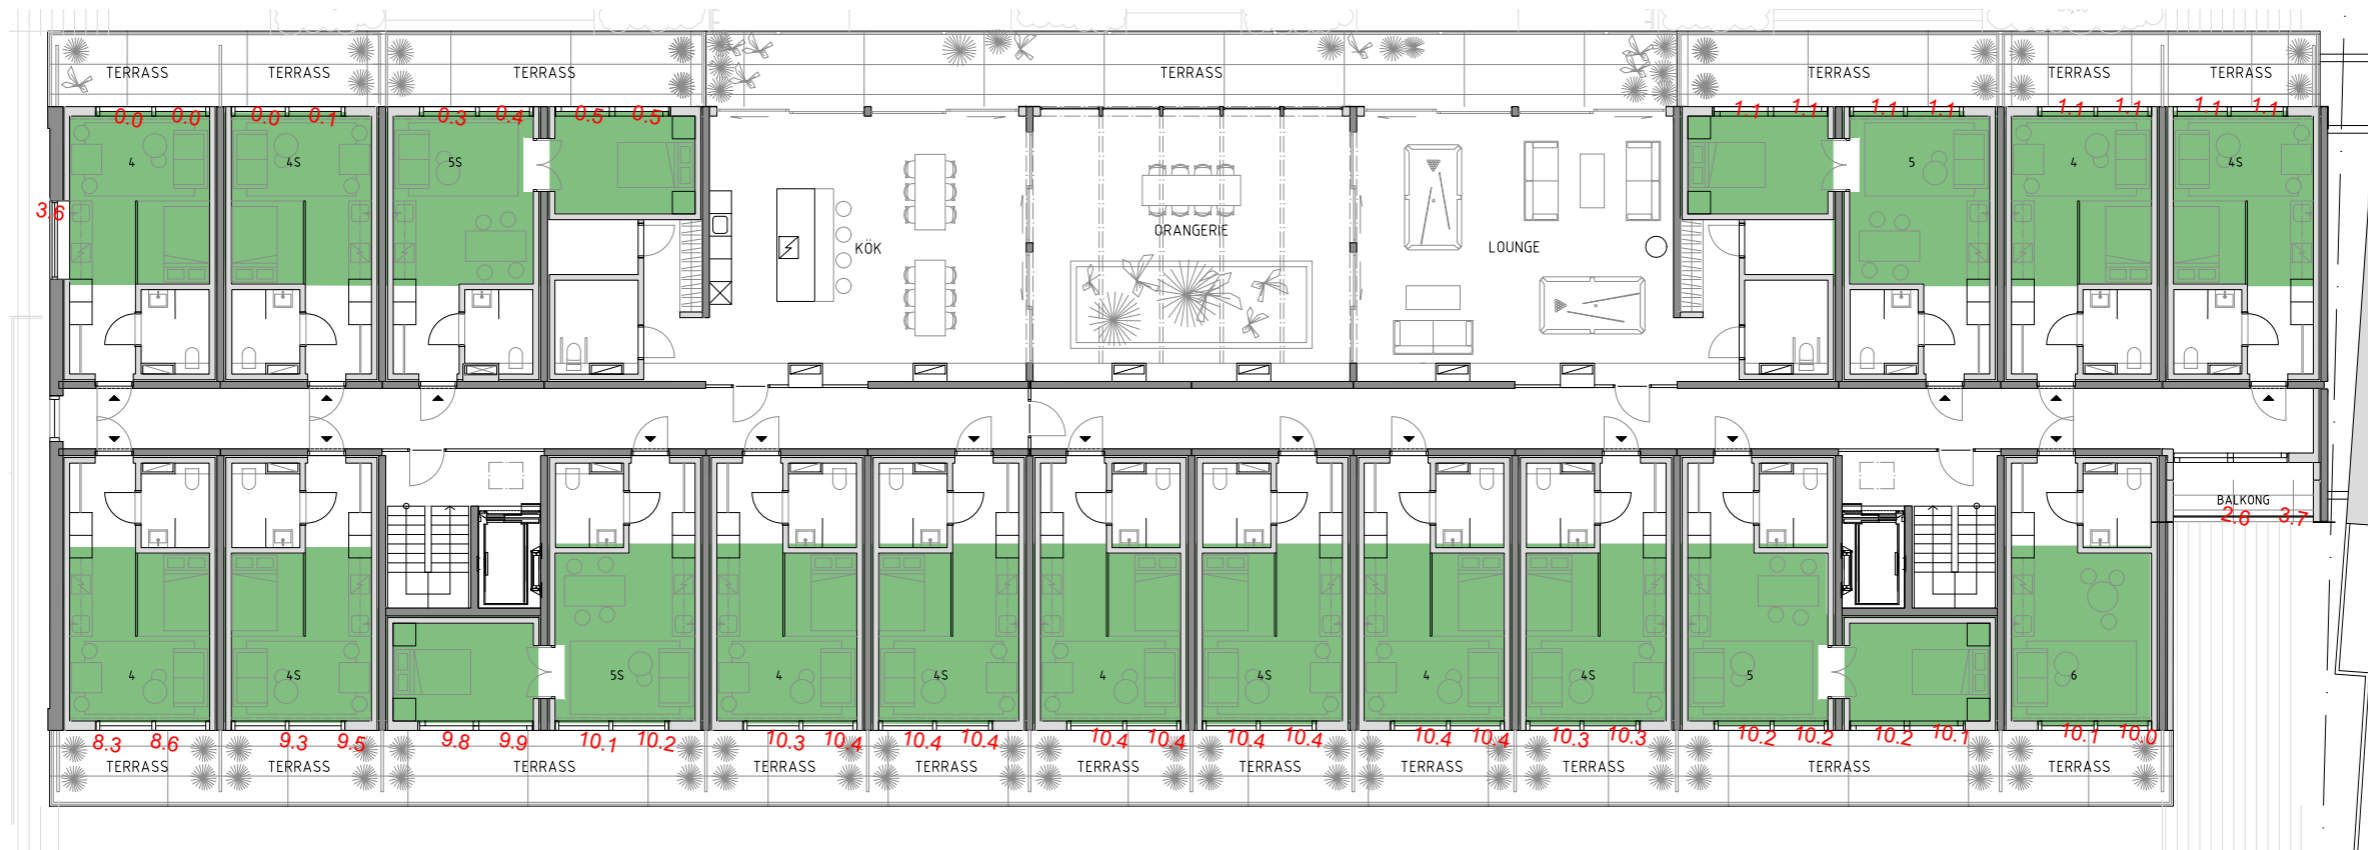 TERRASS TERRASS TERRASS TERRASS TERRASS TERRASS TERRASS
0.0 0.0 0.0 0.1 0.3 0.4 0.5 0.5 1.1 1.1 1.1 1.1 1.1 1.1 1.1 1.1
4 4S 5S 5 4 4S
3.6
ORANGERIE
KÖK LOUNGE
BALKONG
2.6 3.7
4 4S 5S 4 4S 4 4S 4 4S 5 6
8.3 8.6 9.3 9.5 9.8 9.9 10.1 10.2 10.3 10.4 10.4 10.4 10.4 10.4 10.4 10.4 10.4 10.4 10.3 10.3 10.2 10.2 10.2 10.1 10.1 10.0
TERRASS TERRASS TERRASS TERRASS TERRASS TERRASS TERRASS TERRASS TERRASS TERRASS TERRASS